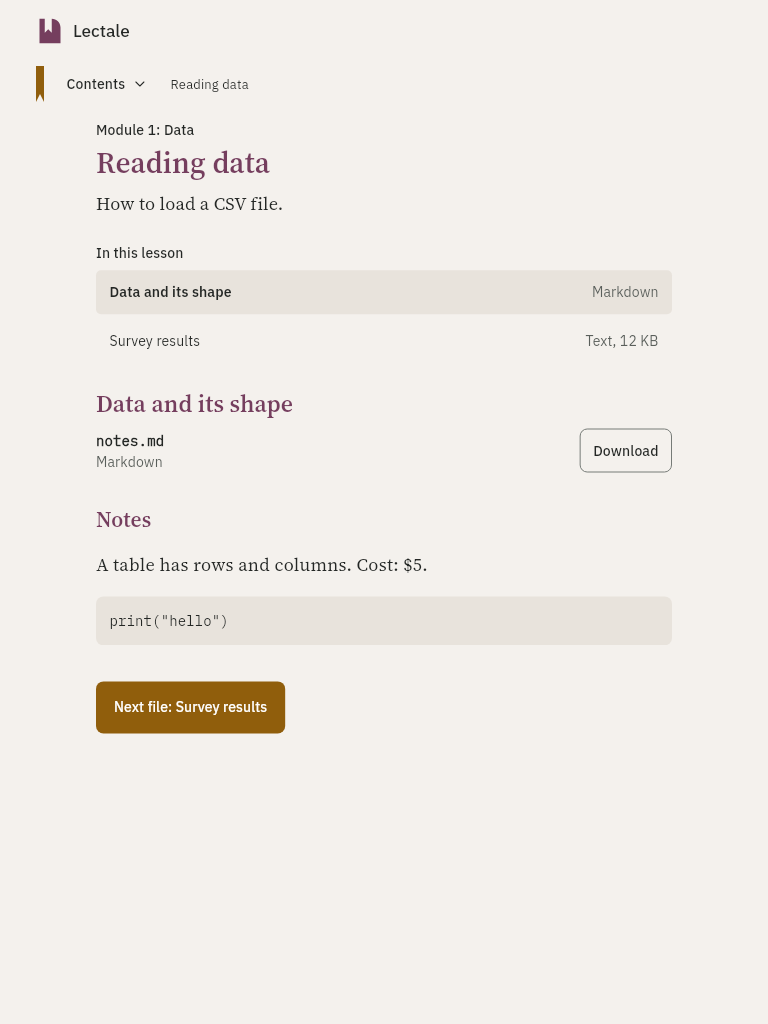 Lectale
Contents Reading data
Module 1: Data
Reading data
How to load a CSV file.
In this lesson
Data and its shape Markdown
Survey results Text, 12 KB
Data and its shape
notes.md
Markdown
Download
Notes
A table has rows and columns. Cost: $5.
print("hello")
Next file: Survey results